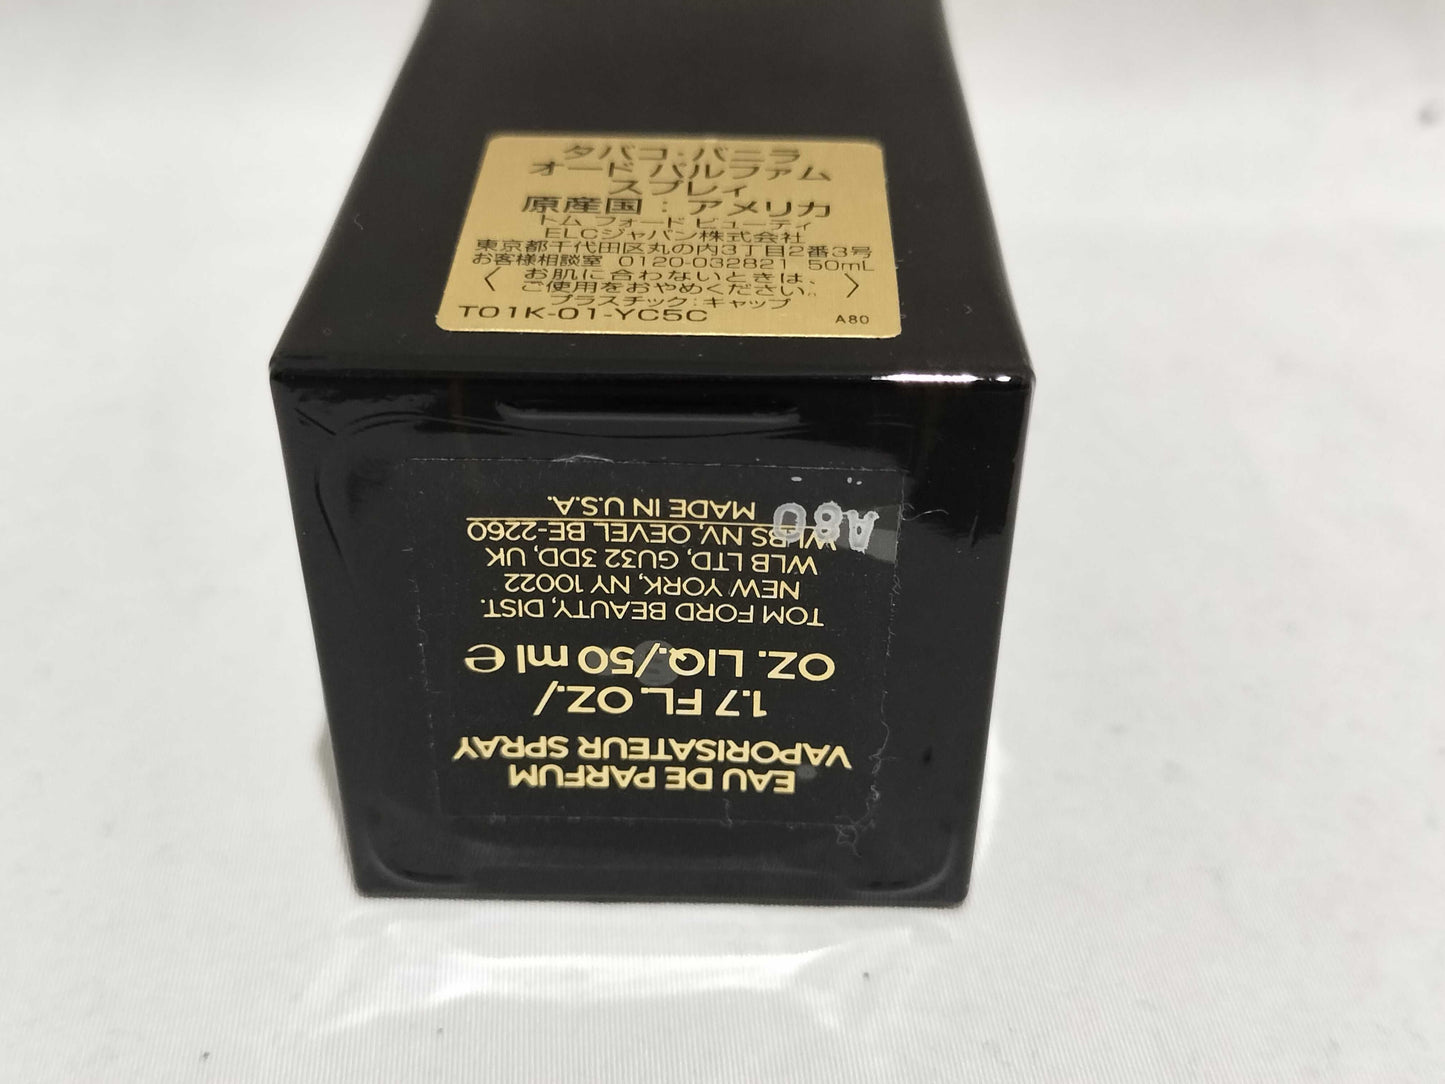 タバコ・バニラ
オード パルファム
スプレィ
原産国：アメリカ
トム フォード ビューティ
ELCジャパン株式会社
東京都千代田区丸の内3丁目2番3号
お客様相談室 0120-032821 50mL
〈 お肌に合わないときは、
ご使用をおやめください。〉
プラスチック:キャップ
T01K-01-YC5C A80
EAU DE PARFUM
VAPORISATEUR SPRAY
1.7 FL. OZ./
OZ. LIQ./50 ml ℮
TOM FORD BEAUTY, DIST.
NEW YORK, NY 10022
WLB LTD, GU32 3DD, UK
WLBS NV, OEVEL BE-2260
MADE IN U.S.A.
A80